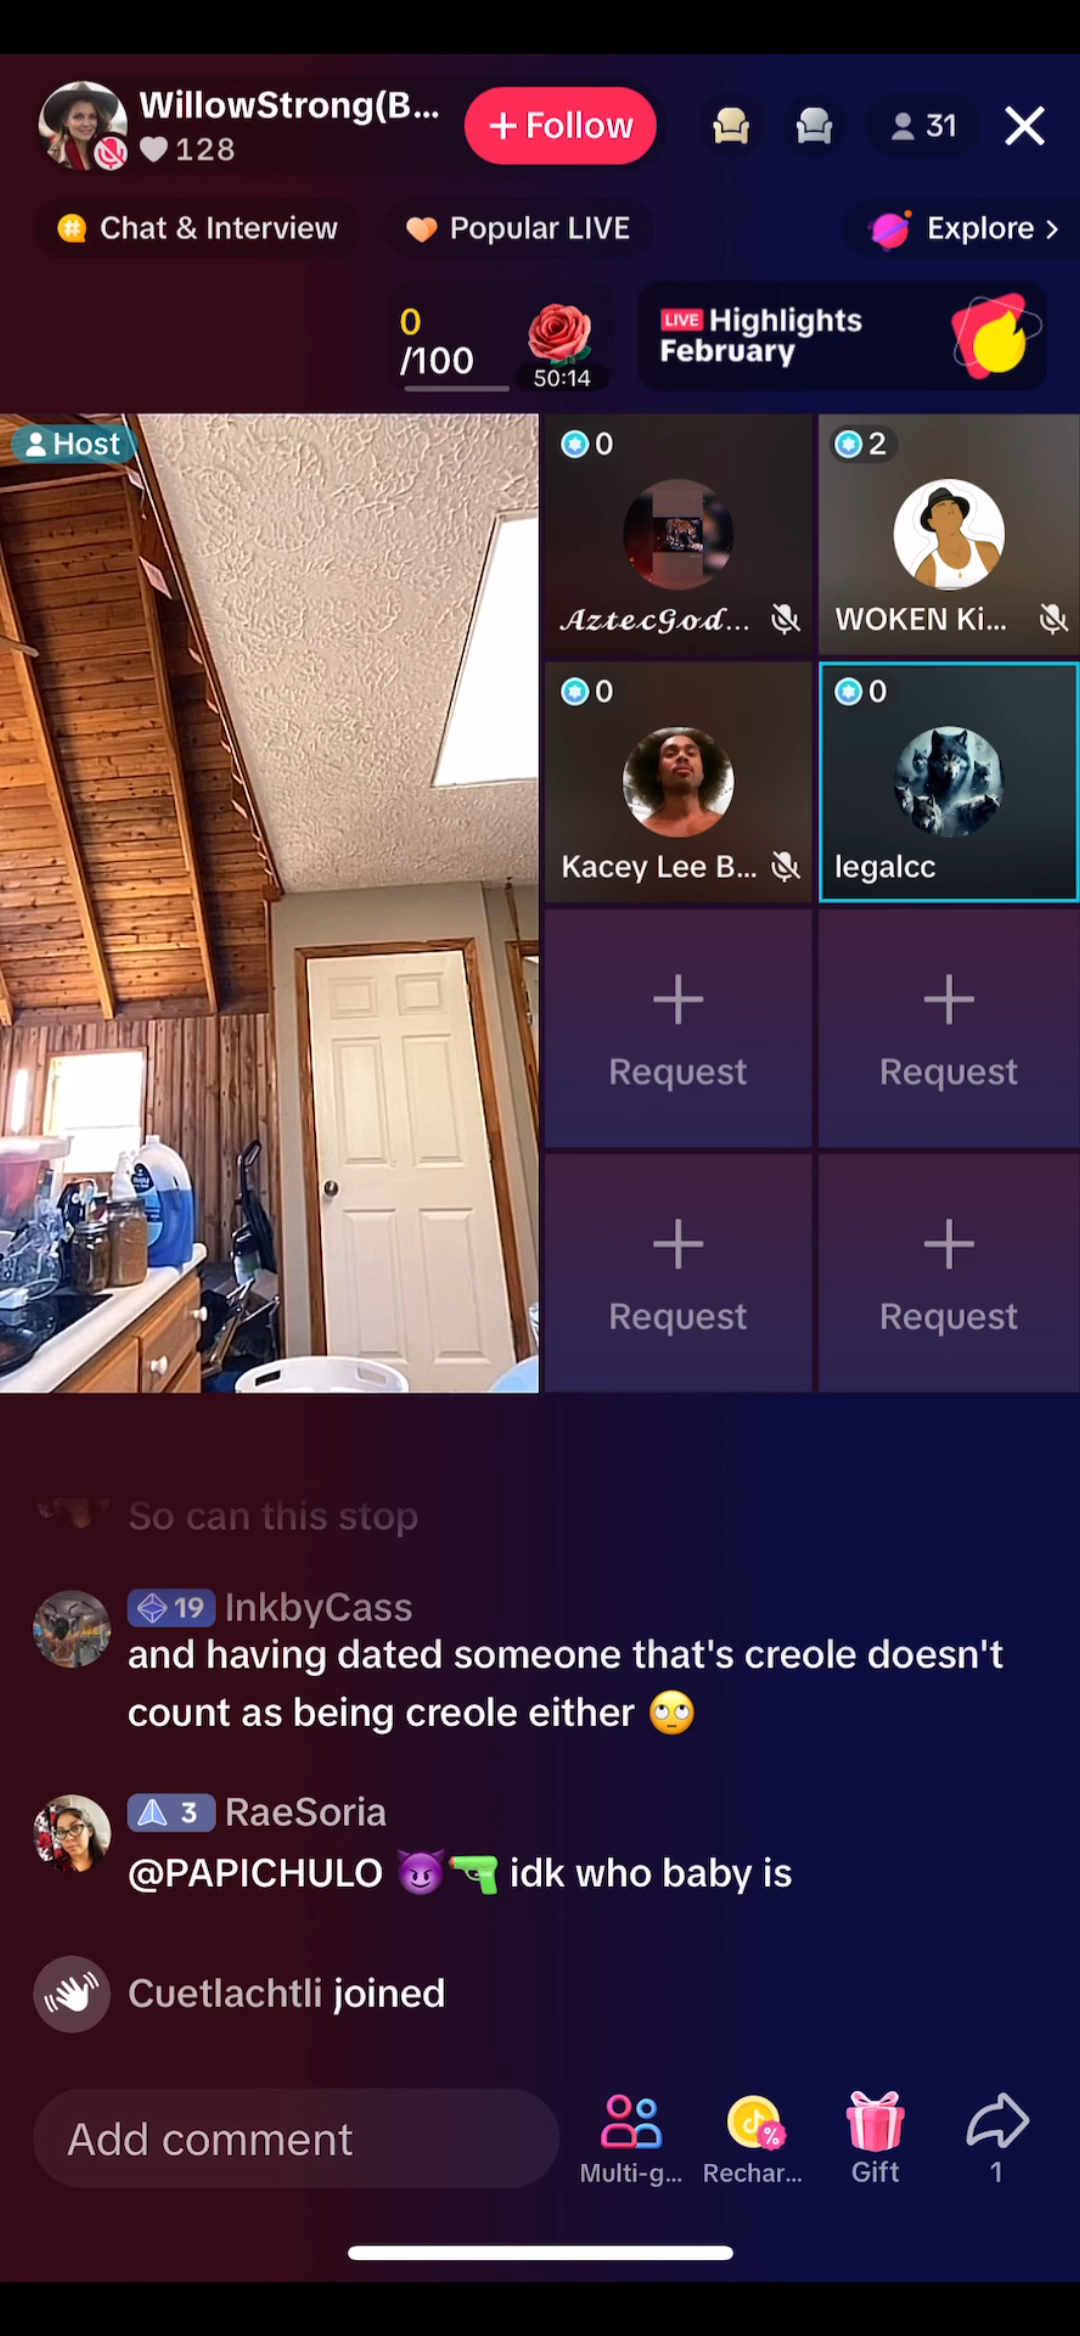 WillowStrong(B...
128
+ Follow
31
Chat & Interview
Popular LIVE
Explore >
0
/100
50:14
LIVE Highlights
February
Host
0
2
AztecGod...
WOKEN Ki...
0
0
Kacey Lee B...
legalcc
Request
Request
Request
Request
So can this stop
19 InkbyCass
and having dated someone that's creole doesn't
count as being creole either 🙄
3 RaeSoria
@PAPICHULO 😈🔫 idk who baby is
Cuetlachtli joined
Add comment
Multi-g...
Rechar...
Gift
1